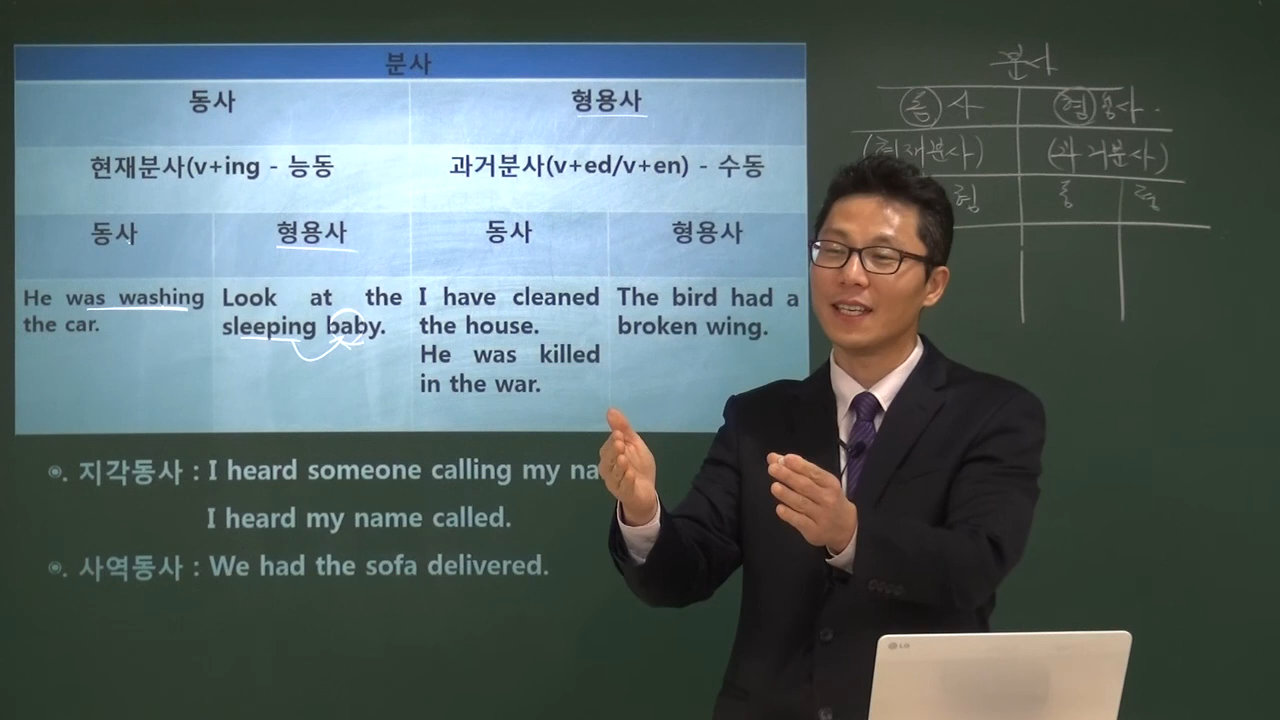 분사
동사
형용사
현재분사(v+ing - 능동
과거분사(v+ed/v+en) - 수동
동사
형용사
동사
형용사
He was washing
the car.
Look at the
sleeping baby.
I have cleaned
the house.
He was killed
in the war.
The bird had a
broken wing.
◉. 지각동사 : I heard someone calling my na
I heard my name called.
◉. 사역동사 : We had the sofa delivered.
분사
동사
형용사.
(현재분사)
(과거분사)
형
동
형
LG